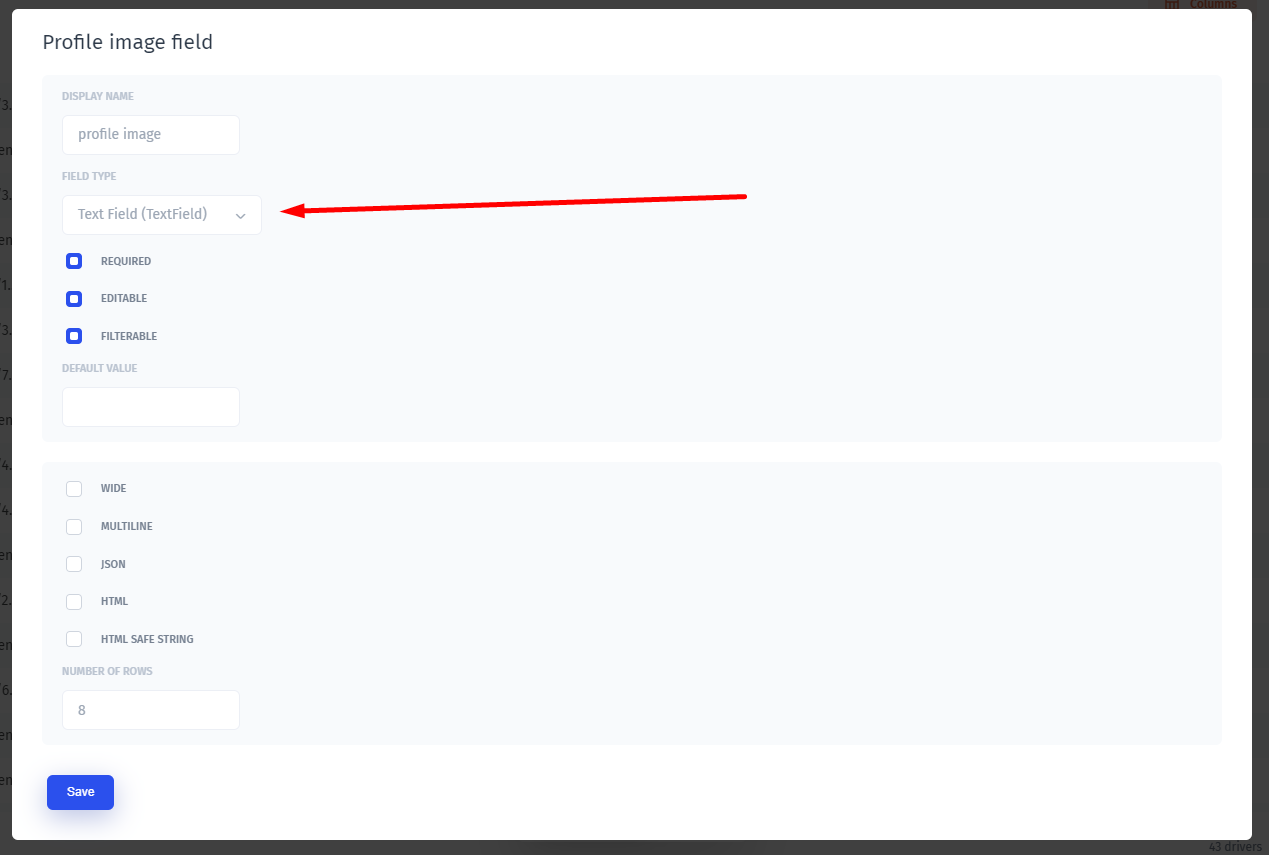 Columns
Profile image field
DISPLAY NAME
profile image
FIELD TYPE
Text Field (TextField)
REQUIRED
EDITABLE
FILTERABLE
DEFAULT VALUE
WIDE
MULTILINE
JSON
HTML
HTML SAFE STRING
NUMBER OF ROWS
8
Save
43 drivers